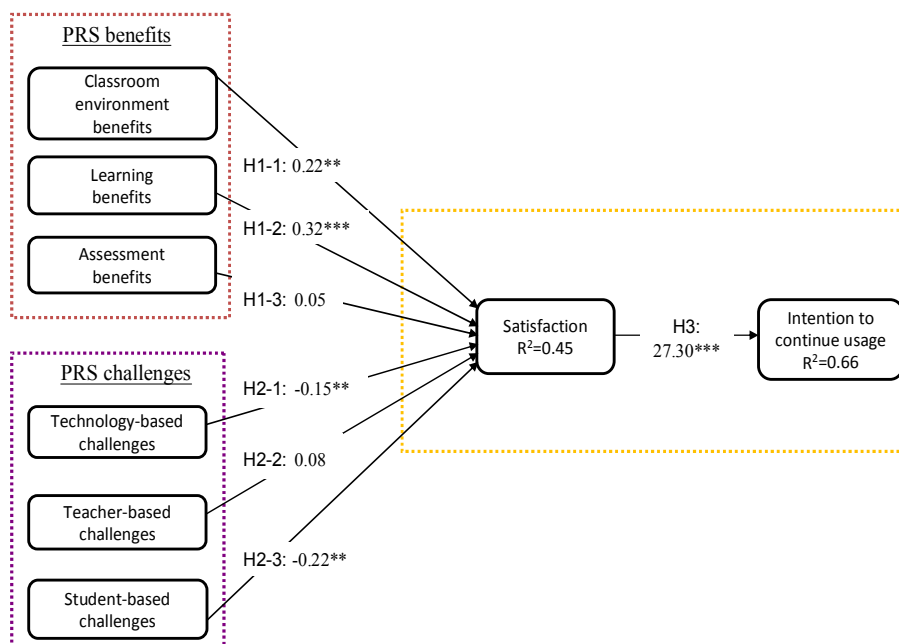 PRS benefits
Classroom
environment
benefits
Learning
benefits
Assessment
benefits
H1-1: 0.22**
H1-2: 0.32***
H1-3: 0.05
PRS challenges
Technology-based
challenges
Teacher-based
challenges
Student-based
challenges
H2-1: -0.15**
H2-2: 0.08
H2-3: -0.22**
Satisfaction
R²=0.45
H3:
27.30***
Intention to
continue usage
R²=0.66